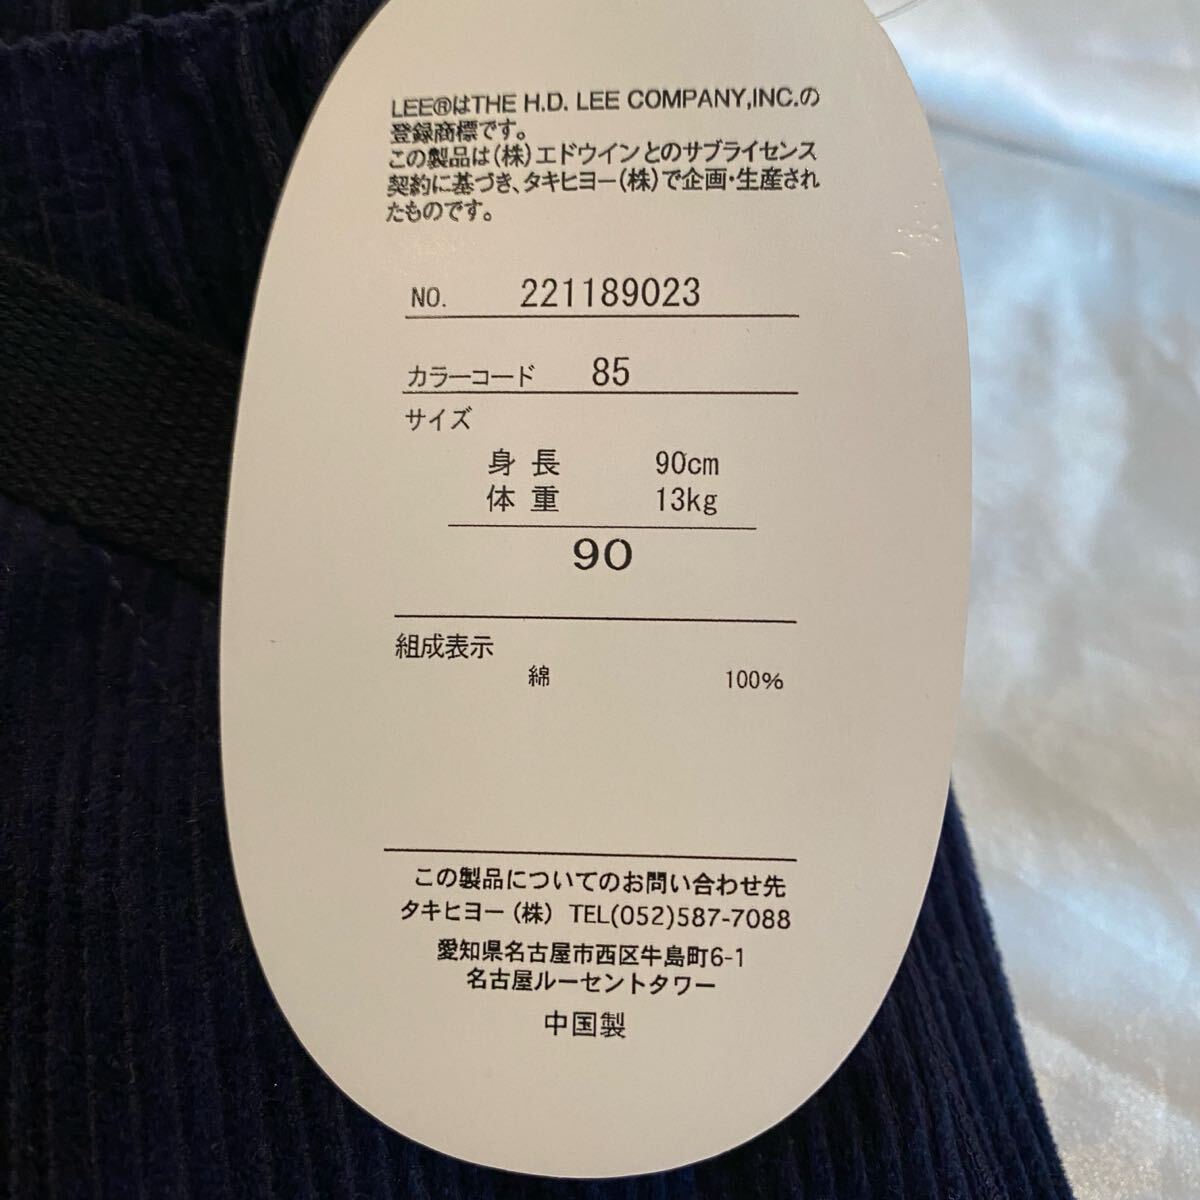 LEE®はTHE H.D. LEE COMPANY,INC.の
登録商標です。
この製品は(株)エドウインとのサブライセンス
契約に基づき、タキヒヨー(株)で企画・生産され
たものです。
NO. 221189023
カラーコード 85
サイズ
身長 90cm
体重 13kg
90
組成表示
綿 100%
この製品についてのお問い合わせ先
タキヒヨー(株) TEL(052)587-7088
愛知県名古屋市西区牛島町6-1
名古屋ルーセントタワー
中国製